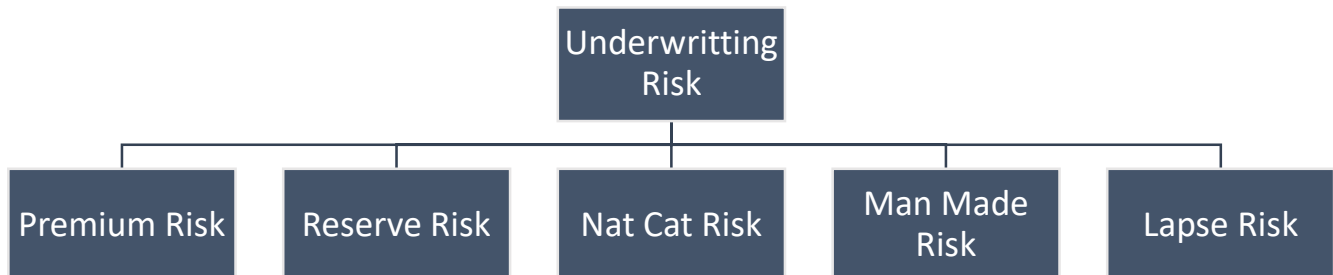 Underwritting
Risk
Premium Risk
Reserve Risk
Nat Cat Risk
Man Made
Risk
Lapse Risk